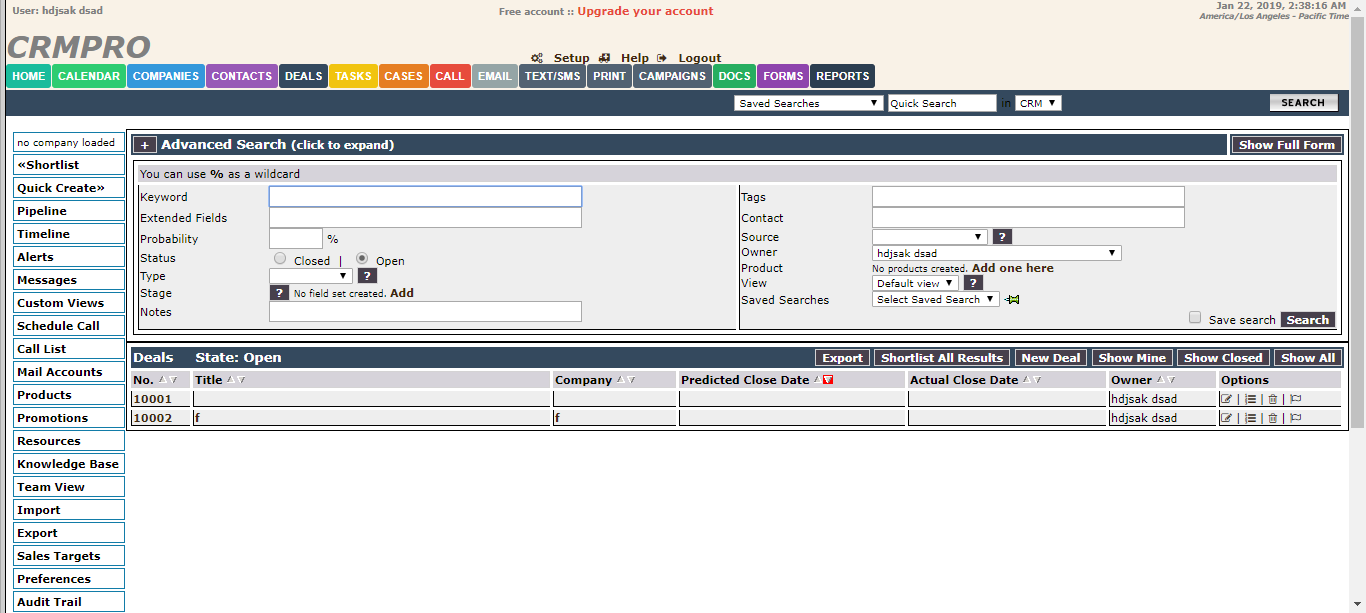 User: hdjsak dsad
Free account :: Upgrade your account
Jan 22, 2019, 2:38:16 AM
America/Los Angeles - Pacific Time
CRMPRO
Setup Help Logout
HOME CALENDAR COMPANIES CONTACTS DEALS TASKS CASES CALL EMAIL TEXT/SMS PRINT CAMPAIGNS DOCS FORMS REPORTS
Saved Searches Quick Search in CRM SEARCH
no company loaded
«Shortlist
Quick Create»
Pipeline
Timeline
Alerts
Messages
Custom Views
Schedule Call
Call List
Mail Accounts
Products
Promotions
Resources
Knowledge Base
Team View
Import
Export
Sales Targets
Preferences
Audit Trail
+ Advanced Search (click to expand) Show Full Form
You can use % as a wildcard
Keyword
Extended Fields
Probability %
Status Closed | Open
Type ?
Stage ? No field set created. Add
Notes
Tags
Contact
Source ?
Owner hdjsak dsad
Product No products created. Add one here
View Default view ?
Saved Searches Select Saved Search
Save search Search
Deals State: Open Export Shortlist All Results New Deal Show Mine Show Closed Show All
No. Title Company Predicted Close Date Actual Close Date Owner Options
10001 hdjsak dsad | | |
10002 f f hdjsak dsad | | |